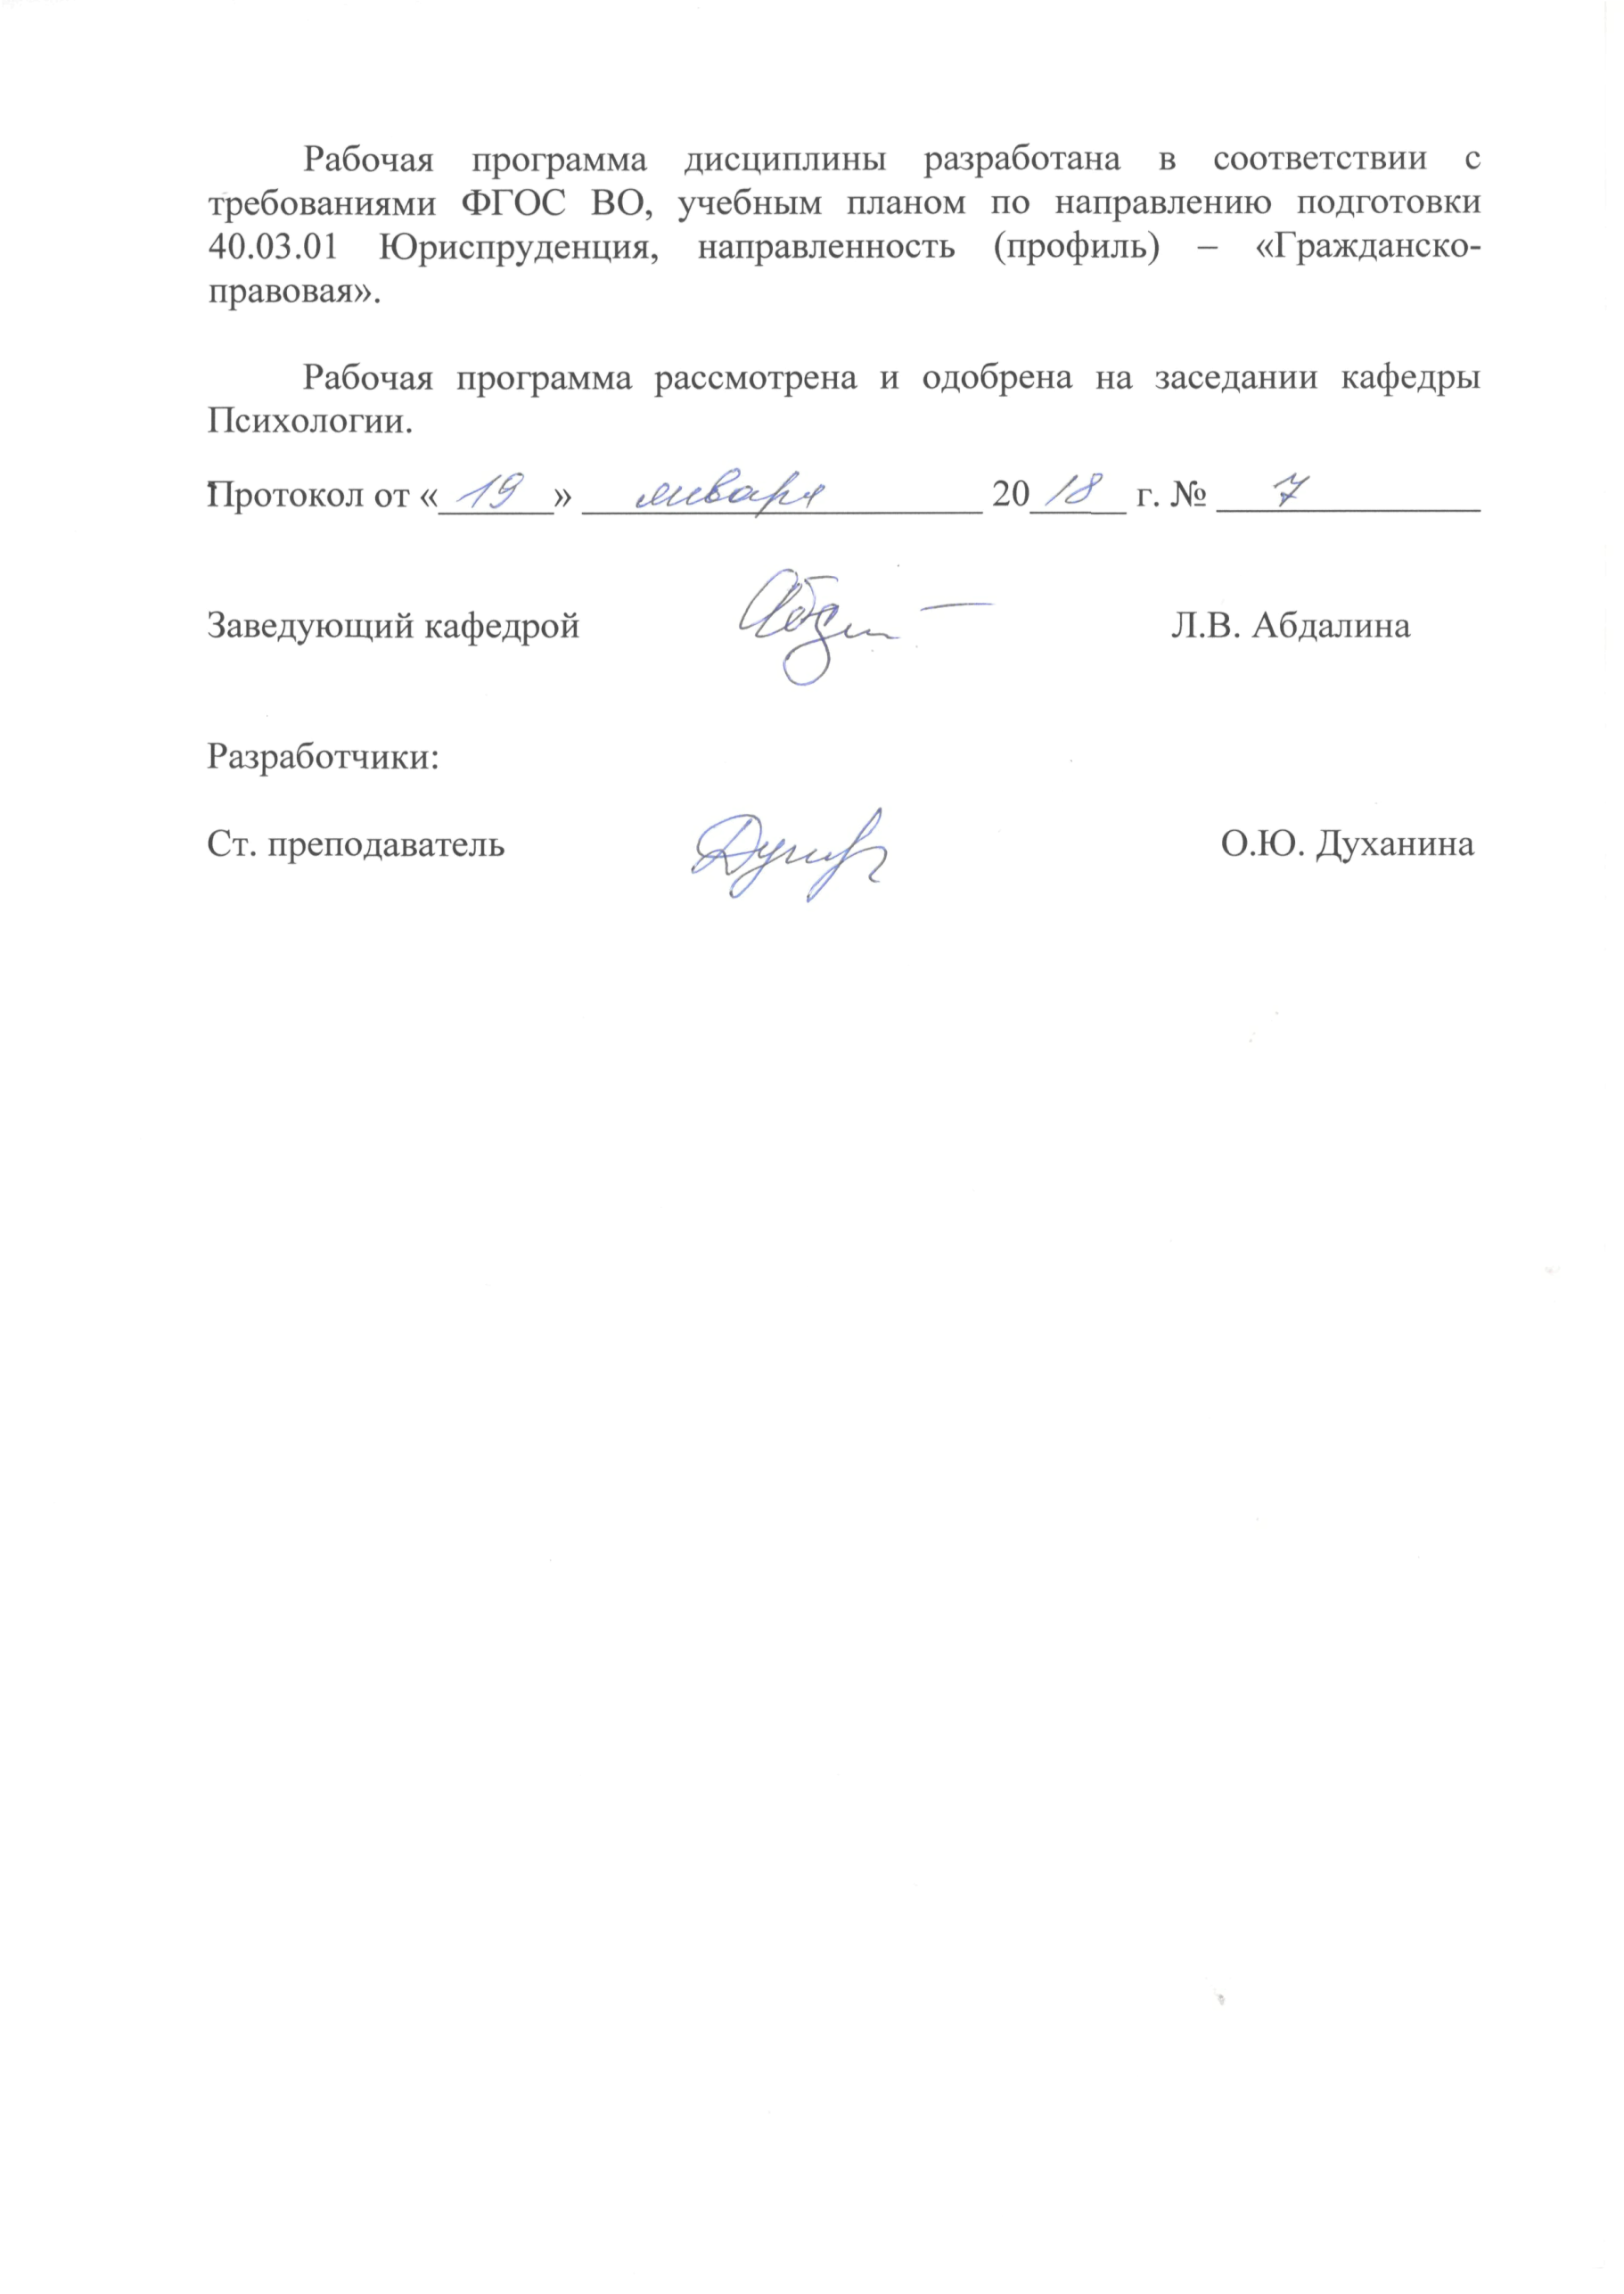 Рабочая программа дисциплины разработана в соответствии с
требованиями ФГОС ВО, учебным планом по направлению подготовки
40.03.01 Юриспруденция, направленность (профиль) – «Гражданско-
правовая».
Рабочая программа рассмотрена и одобрена на заседании кафедры
Психологии.
Протокол от «19» января 2018 г. № 7
Заведующий кафедрой Л.В. Абдалина
Разработчики:
Ст. преподаватель О.Ю. Духанина